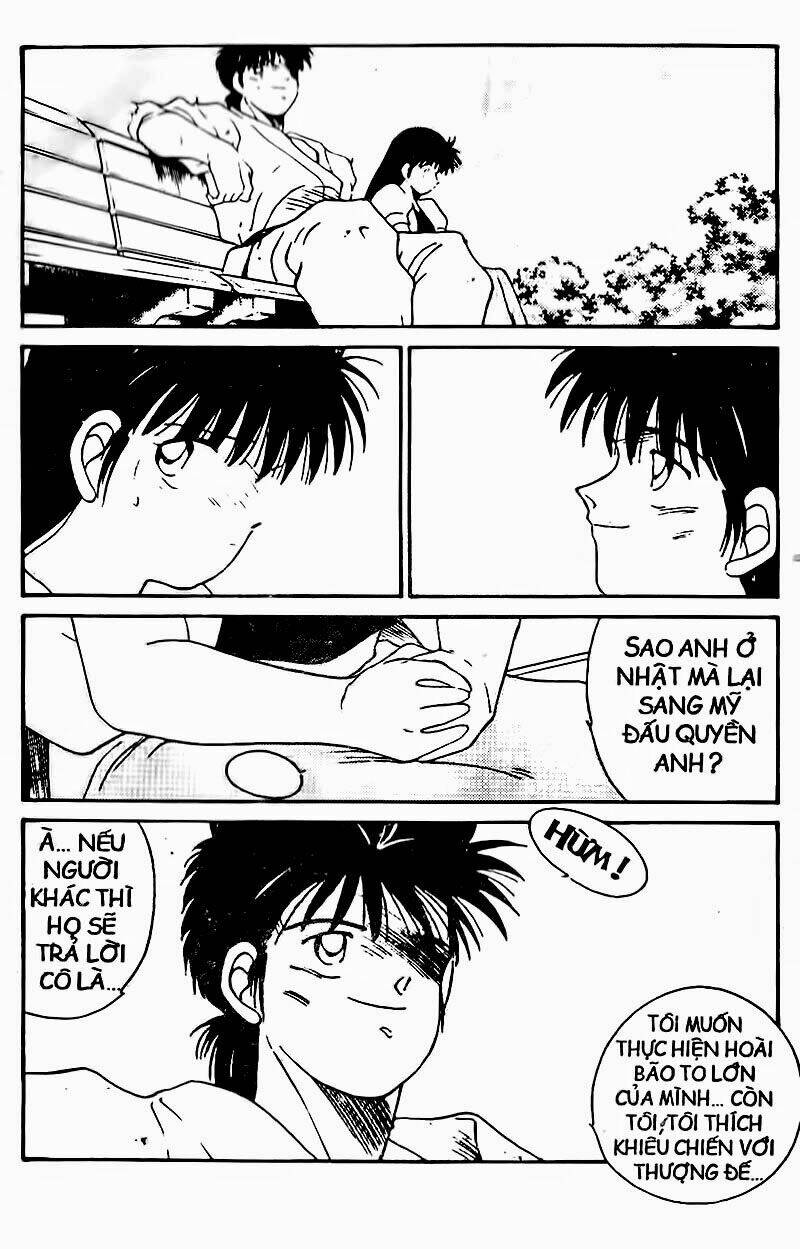 SAO ANH Ở
NHẬT MÀ LẠI
SANG MỸ
ĐẤU QUYỀN
ANH?
À... NẾU
NGƯỜI
KHÁC THÌ
HỌ SẼ
TRẢ LỜI
CÔ LÀ...
HỪM!
TÔI MUỐN
THỰC HIỆN HOÀI
BÃO TO LỚN
CỦA MÌNH... CÒN
TÔI, TÔI THÍCH
KHIÊU CHIẾN VỚI
THƯỢNG ĐẾ...